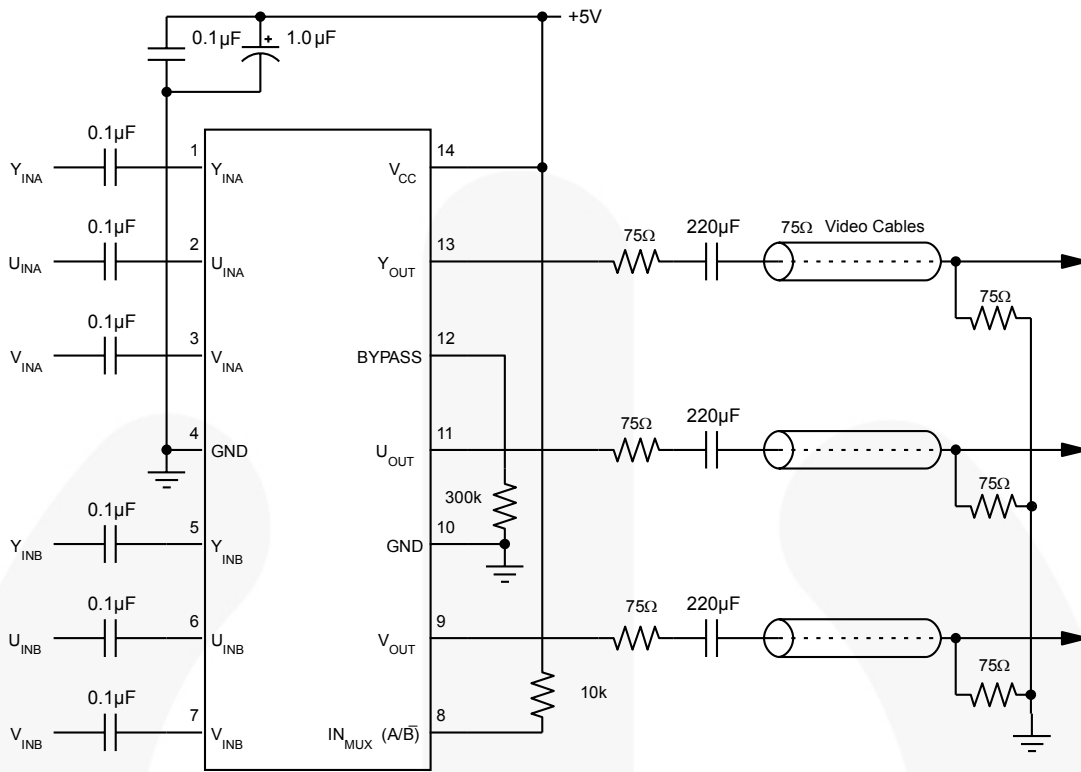 +5V
0.1µF
+
1.0µF
0.1µF
Y_INA
1
Y_INA
14
V_CC
0.1µF
U_INA
2
U_INA
13
Y_OUT
75Ω
220µF
75Ω Video Cables
75Ω
0.1µF
V_INA
3
V_INA
12
BYPASS
4
GND
11
U_OUT
75Ω
220µF
75Ω
300k
0.1µF
Y_INB
5
Y_INB
10
GND
0.1µF
U_INB
6
U_INB
9
V_OUT
75Ω
220µF
75Ω
10k
0.1µF
V_INB
7
V_INB
8
IN_MUX (A/B̅)